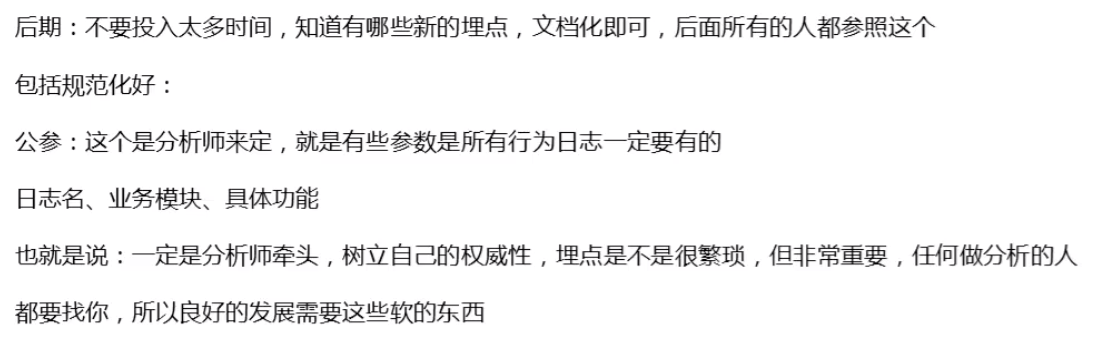 后期：不要投入太多时间，知道有哪些新的埋点，文档化即可，后面所有的人都参照这个
包括规范化好：
公参：这个是分析师来定，就是有些参数是所有行为日志一定要有的
日志名、业务模块、具体功能
也就是说：一定是分析师牵头，树立自己的权威性，埋点是不是很繁琐，但非常重要，任何做分析的人
都要找你，所以良好的发展需要这些软的东西